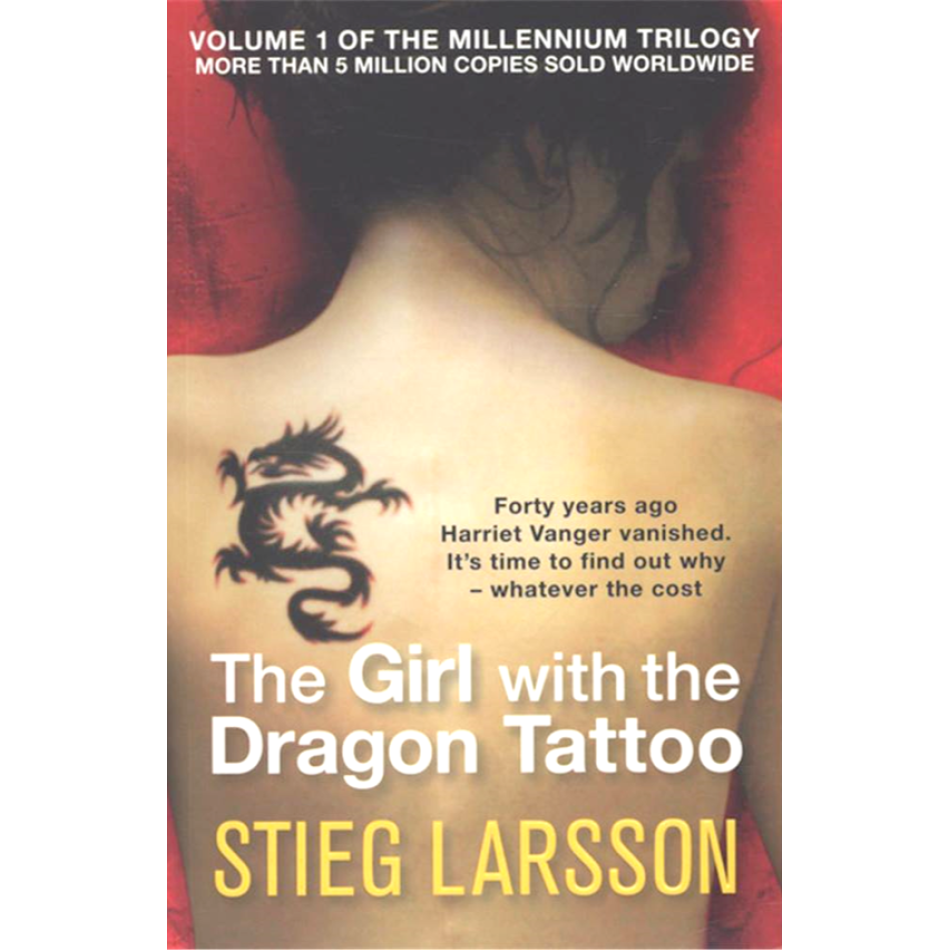 VOLUME 1 OF THE MILLENNIUM TRILOGY
MORE THAN 5 MILLION COPIES SOLD WORLDWIDE
Forty years ago
Harriet Vanger vanished.
It's time to find out why
– whatever the cost
The Girl with the
Dragon Tattoo
STIEG LARSSON